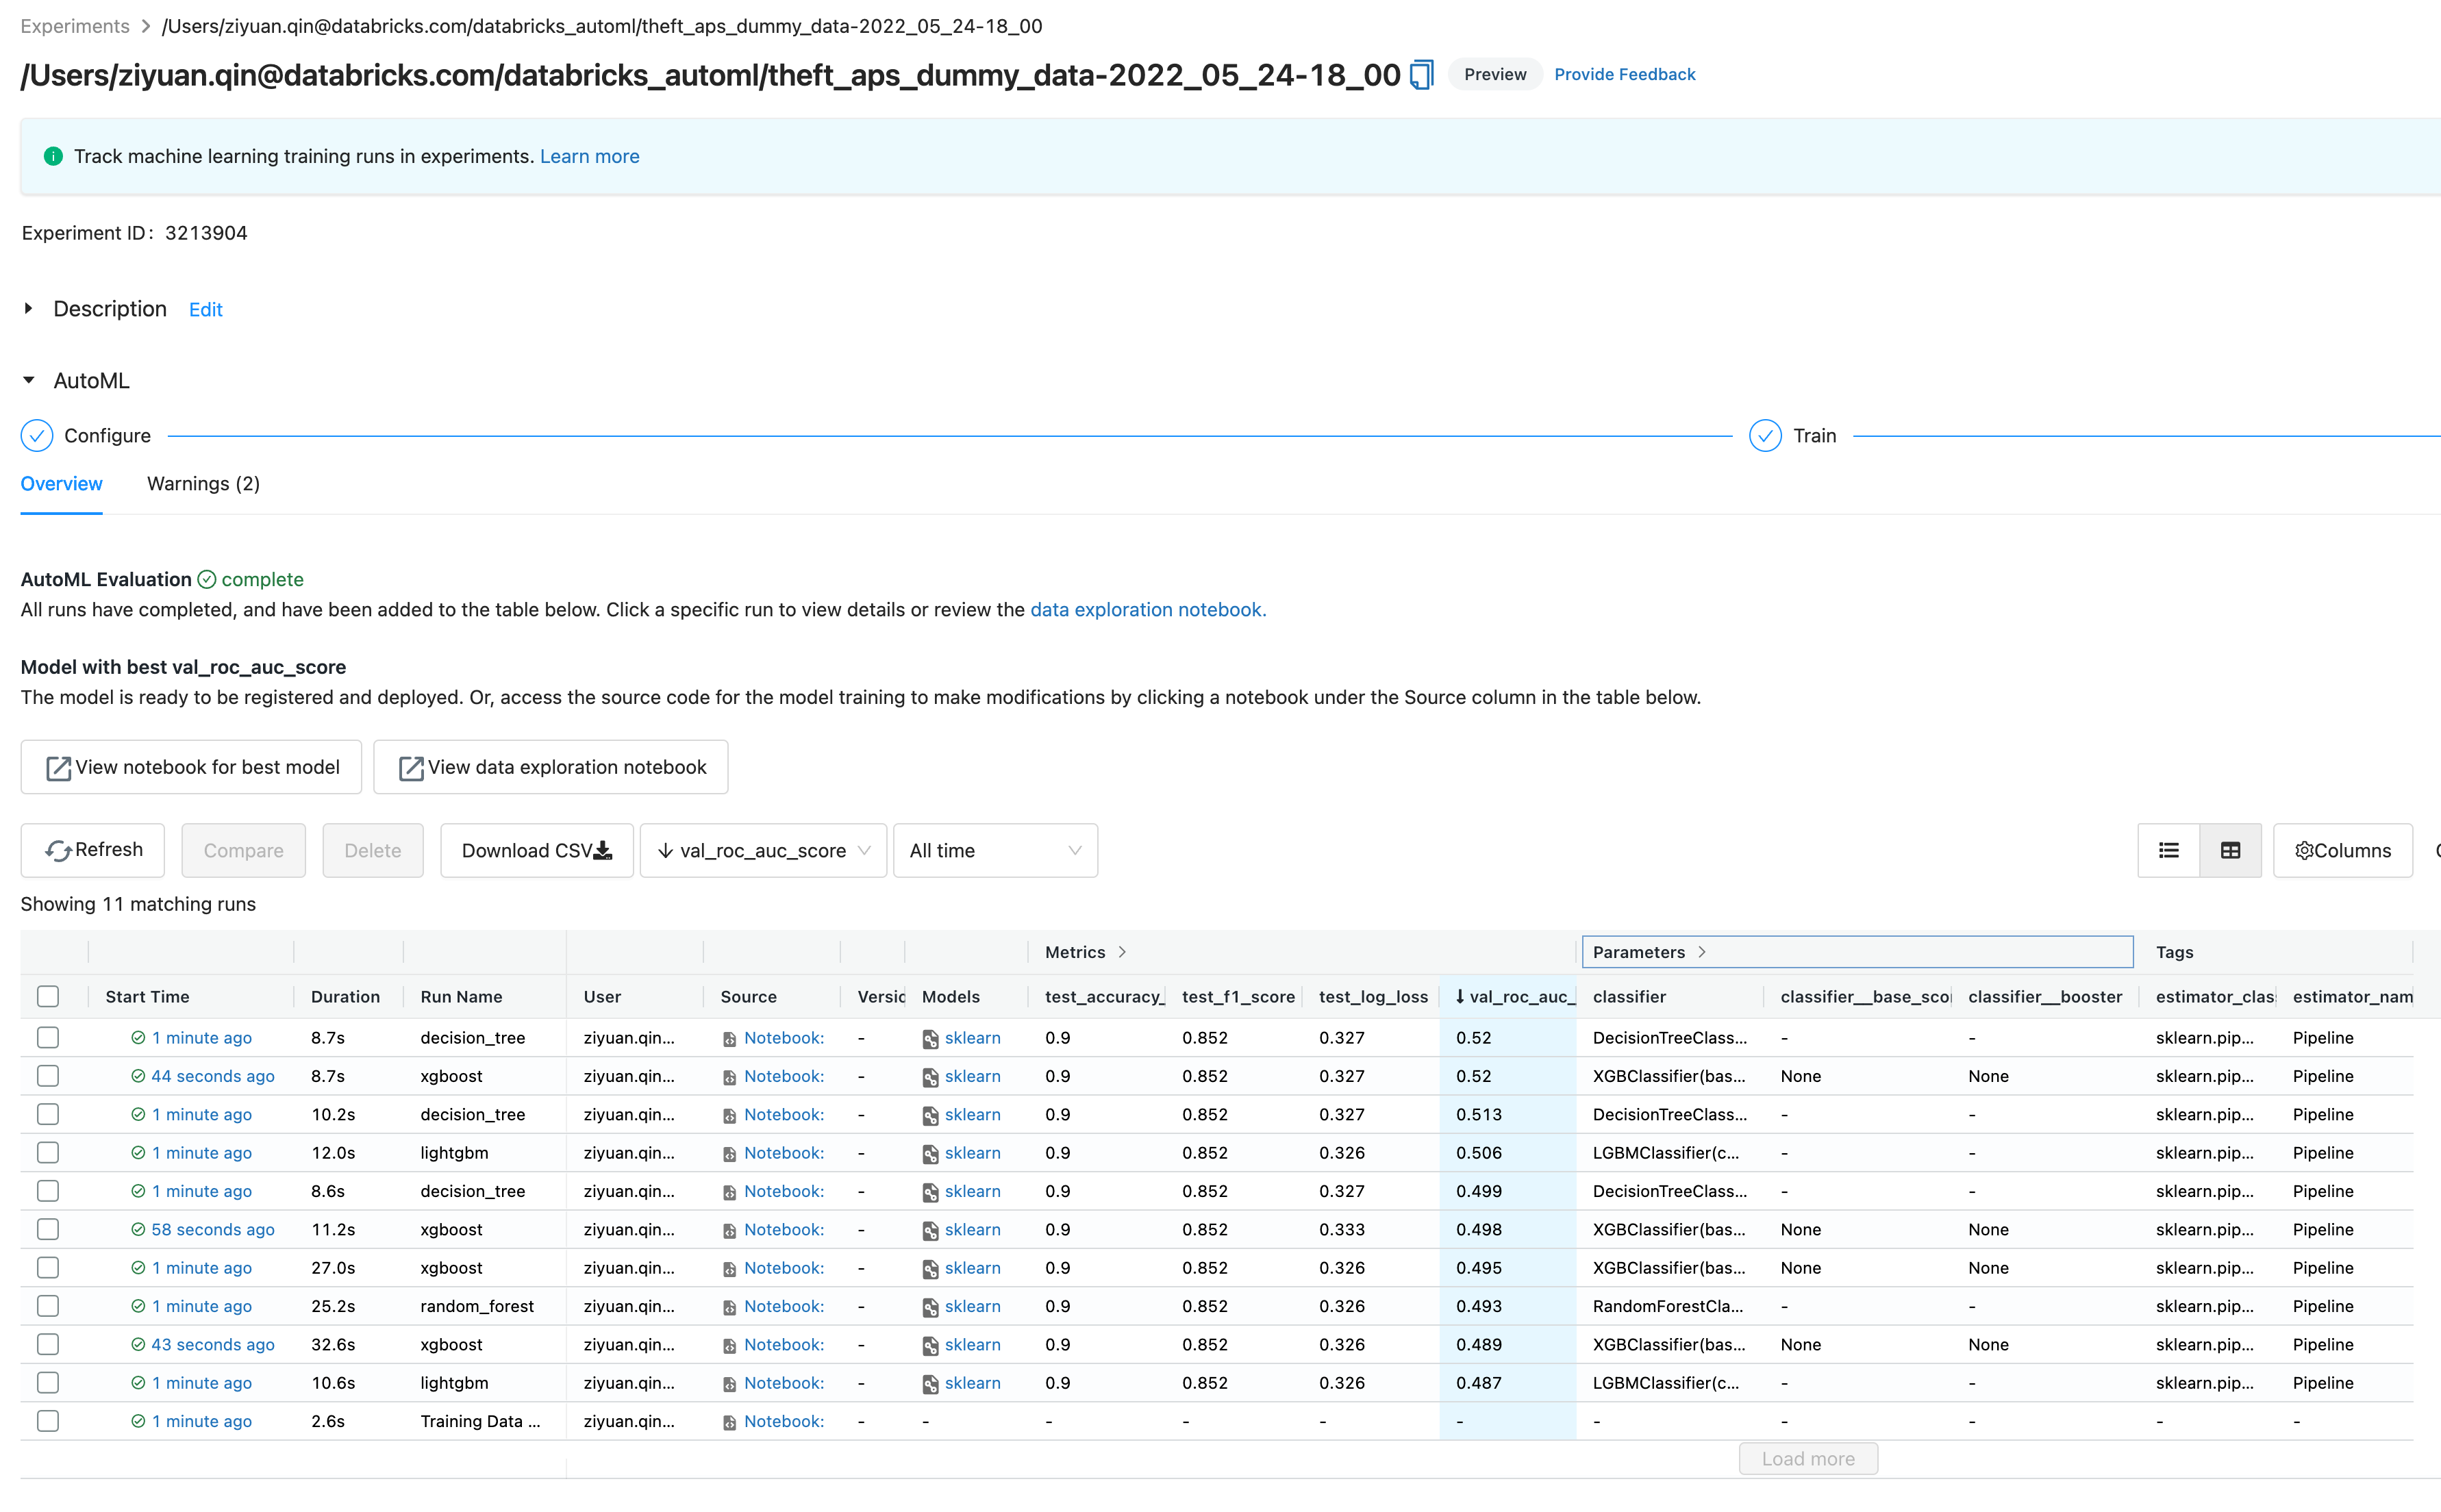 Experiments > /Users/ziyuan.qin@databricks.com/databricks_automl/theft_aps_dummy_data-2022_05_24-18_00
/Users/ziyuan.qin@databricks.com/databricks_automl/theft_aps_dummy_data-2022_05_24-18_00 Preview Provide Feedback
Track machine learning training runs in experiments. Learn more
Experiment ID: 3213904
Description Edit
AutoML
Configure Train
Overview Warnings (2)
AutoML Evaluation complete
All runs have completed, and have been added to the table below. Click a specific run to view details or review the data exploration notebook.
Model with best val_roc_auc_score
The model is ready to be registered and deployed. Or, access the source code for the model training to make modifications by clicking a notebook under the Source column in the table below.
View notebook for best model View data exploration notebook
Refresh Compare Delete Download CSV ↓ val_roc_auc_score All time Columns
Showing 11 matching runs
Metrics > Parameters > Tags
Start Time Duration Run Name User Source Versic Models test_accuracy_ test_f1_score test_log_loss ↓ val_roc_auc_ classifier classifier__base_scor classifier__booster estimator_clas estimator_nam
1 minute ago 8.7s decision_tree ziyuan.qin... Notebook: - sklearn 0.9 0.852 0.327 0.52 DecisionTreeClass... - - sklearn.pip... Pipeline
44 seconds ago 8.7s xgboost ziyuan.qin... Notebook: - sklearn 0.9 0.852 0.327 0.52 XGBClassifier(bas... None None sklearn.pip... Pipeline
1 minute ago 10.2s decision_tree ziyuan.qin... Notebook: - sklearn 0.9 0.852 0.327 0.513 DecisionTreeClass... - - sklearn.pip... Pipeline
1 minute ago 12.0s lightgbm ziyuan.qin... Notebook: - sklearn 0.9 0.852 0.326 0.506 LGBMClassifier(c... - - sklearn.pip... Pipeline
1 minute ago 8.6s decision_tree ziyuan.qin... Notebook: - sklearn 0.9 0.852 0.327 0.499 DecisionTreeClass... - - sklearn.pip... Pipeline
58 seconds ago 11.2s xgboost ziyuan.qin... Notebook: - sklearn 0.9 0.852 0.333 0.498 XGBClassifier(bas... None None sklearn.pip... Pipeline
1 minute ago 27.0s xgboost ziyuan.qin... Notebook: - sklearn 0.9 0.852 0.326 0.495 XGBClassifier(bas... None None sklearn.pip... Pipeline
1 minute ago 25.2s random_forest ziyuan.qin... Notebook: - sklearn 0.9 0.852 0.326 0.493 RandomForestCla... - - sklearn.pip... Pipeline
43 seconds ago 32.6s xgboost ziyuan.qin... Notebook: - sklearn 0.9 0.852 0.326 0.489 XGBClassifier(bas... None None sklearn.pip... Pipeline
1 minute ago 10.6s lightgbm ziyuan.qin... Notebook: - sklearn 0.9 0.852 0.326 0.487 LGBMClassifier(c... - - sklearn.pip... Pipeline
1 minute ago 2.6s Training Data ... ziyuan.qin... Notebook: - - - - - - - - - - -
Load more